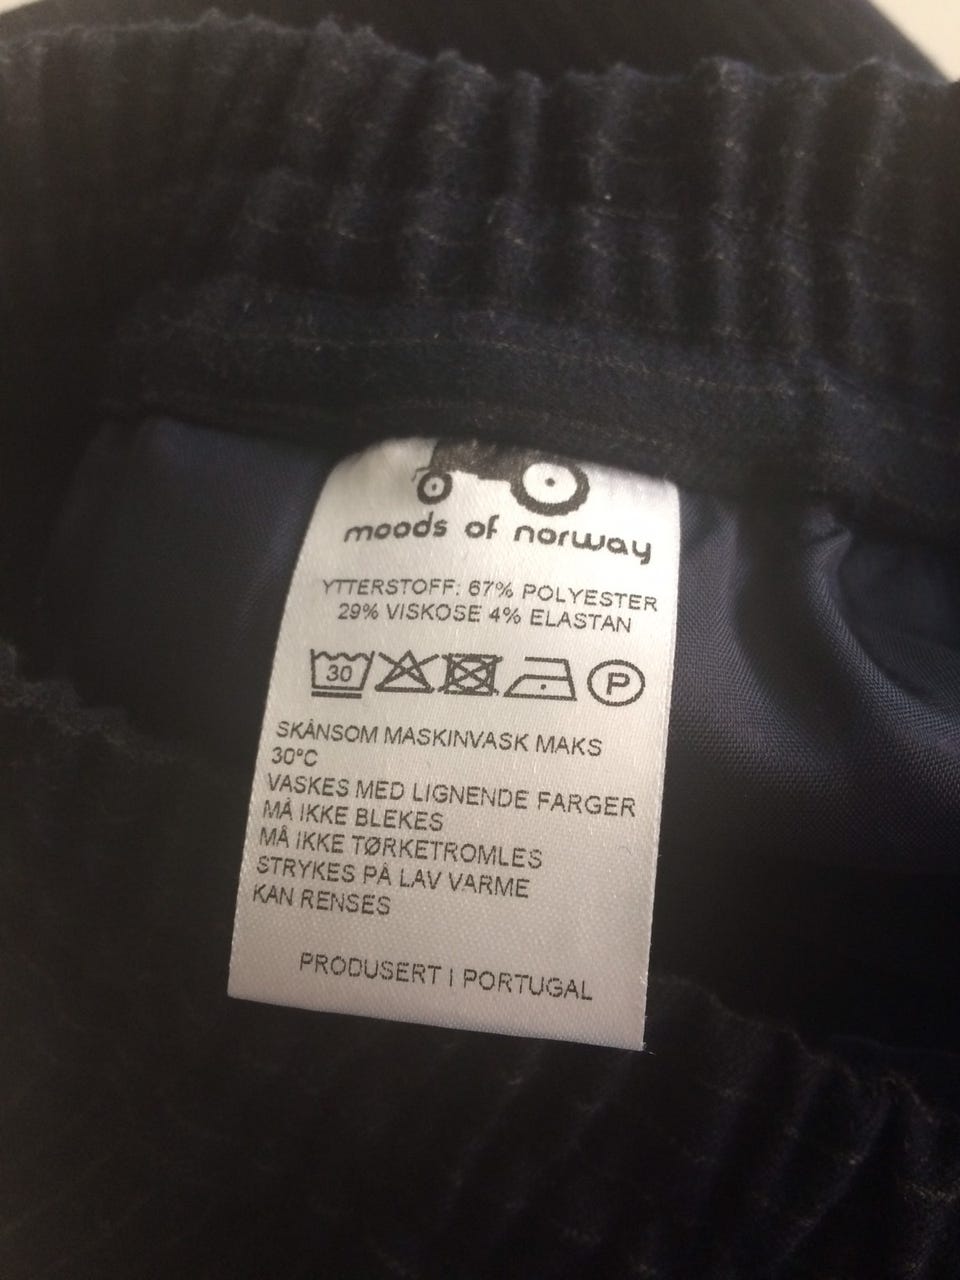 moods of norway
YTTERSTOFF: 67% POLYESTER
29% VISKOSE 4% ELASTAN
30 P
SKÅNSOM MASKINVASK MAKS
30°C
VASKES MED LIGNENDE FARGER
MÅ IKKE BLEKES
MÅ IKKE TØRKETROMLES
STRYKES PÅ LAV VARME
KAN RENSES
PRODUSERT I PORTUGAL